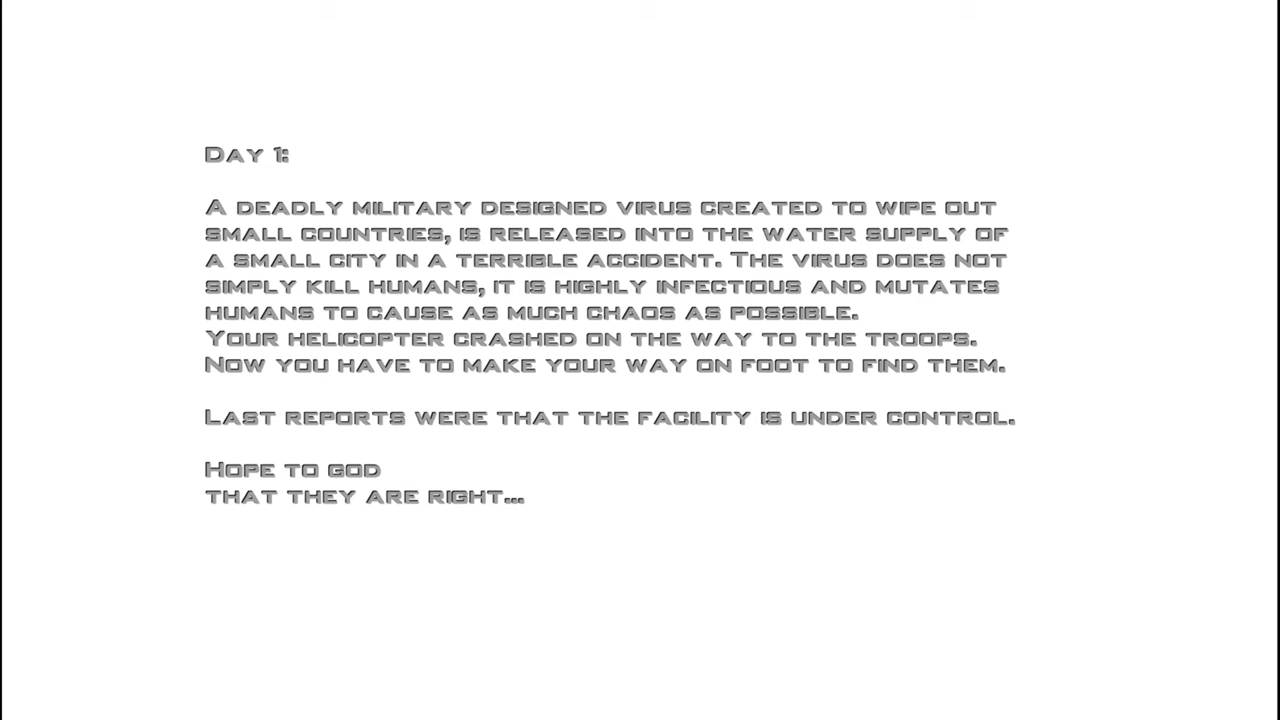 Day 1:
A deadly military designed virus created to wipe out
small countries, is released into the water supply of
a small city in a terrible accident. The virus does not
simply kill humans, it is highly infectious and mutates
humans to cause as much chaos as possible.
Your helicopter crashed on the way to the troops.
Now you have to make your way on foot to find them.
Last reports were that the facility is under control.
Hope to god
that they are right...